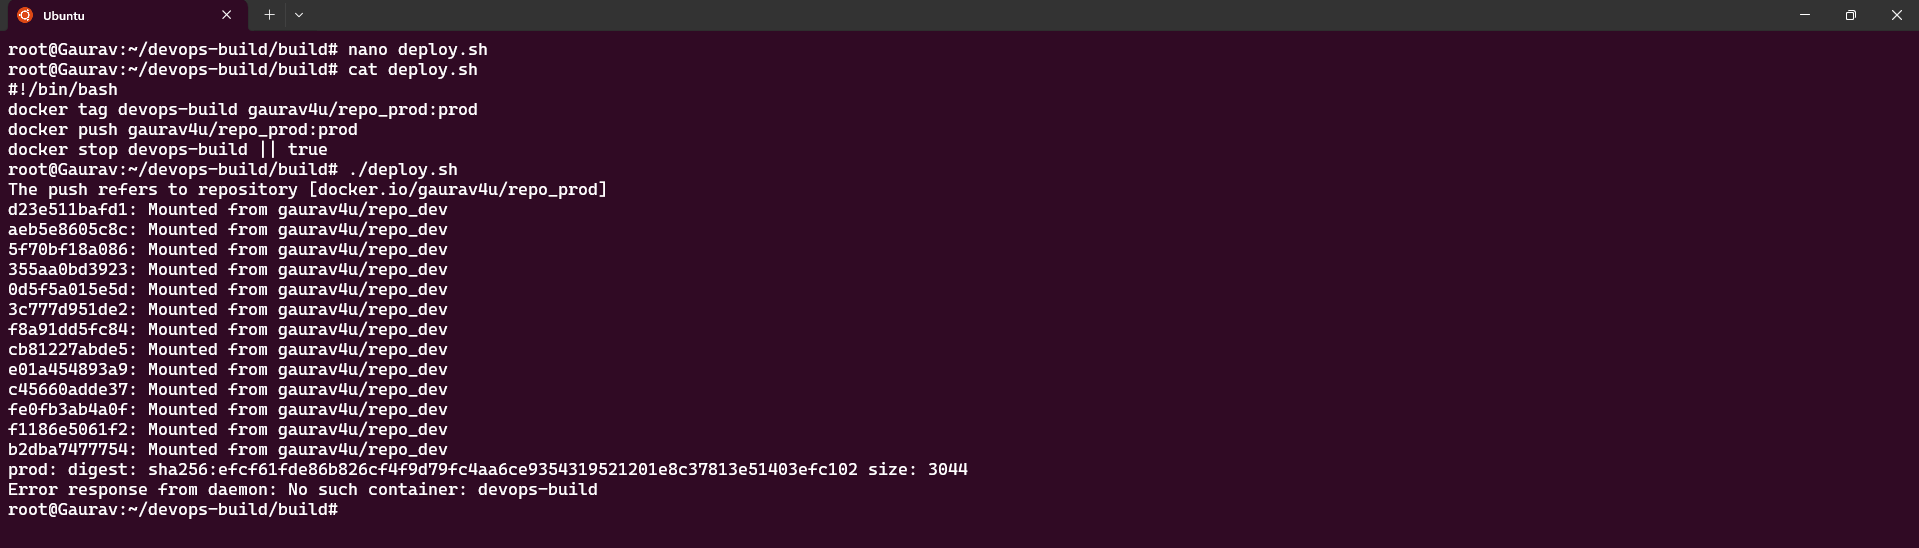 Ubuntu
root@Gaurav:~/devops-build/build# nano deploy.sh
root@Gaurav:~/devops-build/build# cat deploy.sh
#!/bin/bash
docker tag devops-build gaurav4u/repo_prod:prod
docker push gaurav4u/repo_prod:prod
docker stop devops-build || true
root@Gaurav:~/devops-build/build# ./deploy.sh
The push refers to repository [docker.io/gaurav4u/repo_prod]
d23e511bafd1: Mounted from gaurav4u/repo_dev
aeb5e8605c8c: Mounted from gaurav4u/repo_dev
5f70bf18a086: Mounted from gaurav4u/repo_dev
355aa0bd3923: Mounted from gaurav4u/repo_dev
0d5f5a015e5d: Mounted from gaurav4u/repo_dev
3c777d951de2: Mounted from gaurav4u/repo_dev
f8a91dd5fc84: Mounted from gaurav4u/repo_dev
cb81227abde5: Mounted from gaurav4u/repo_dev
e01a454893a9: Mounted from gaurav4u/repo_dev
c45660adde37: Mounted from gaurav4u/repo_dev
fe0fb3ab4a0f: Mounted from gaurav4u/repo_dev
f1186e5061f2: Mounted from gaurav4u/repo_dev
b2dba7477754: Mounted from gaurav4u/repo_dev
prod: digest: sha256:efcf61fde86b826cf4f9d79fc4aa6ce9354319521201e8c37813e51403efc102 size: 3044
Error response from daemon: No such container: devops-build
root@Gaurav:~/devops-build/build#